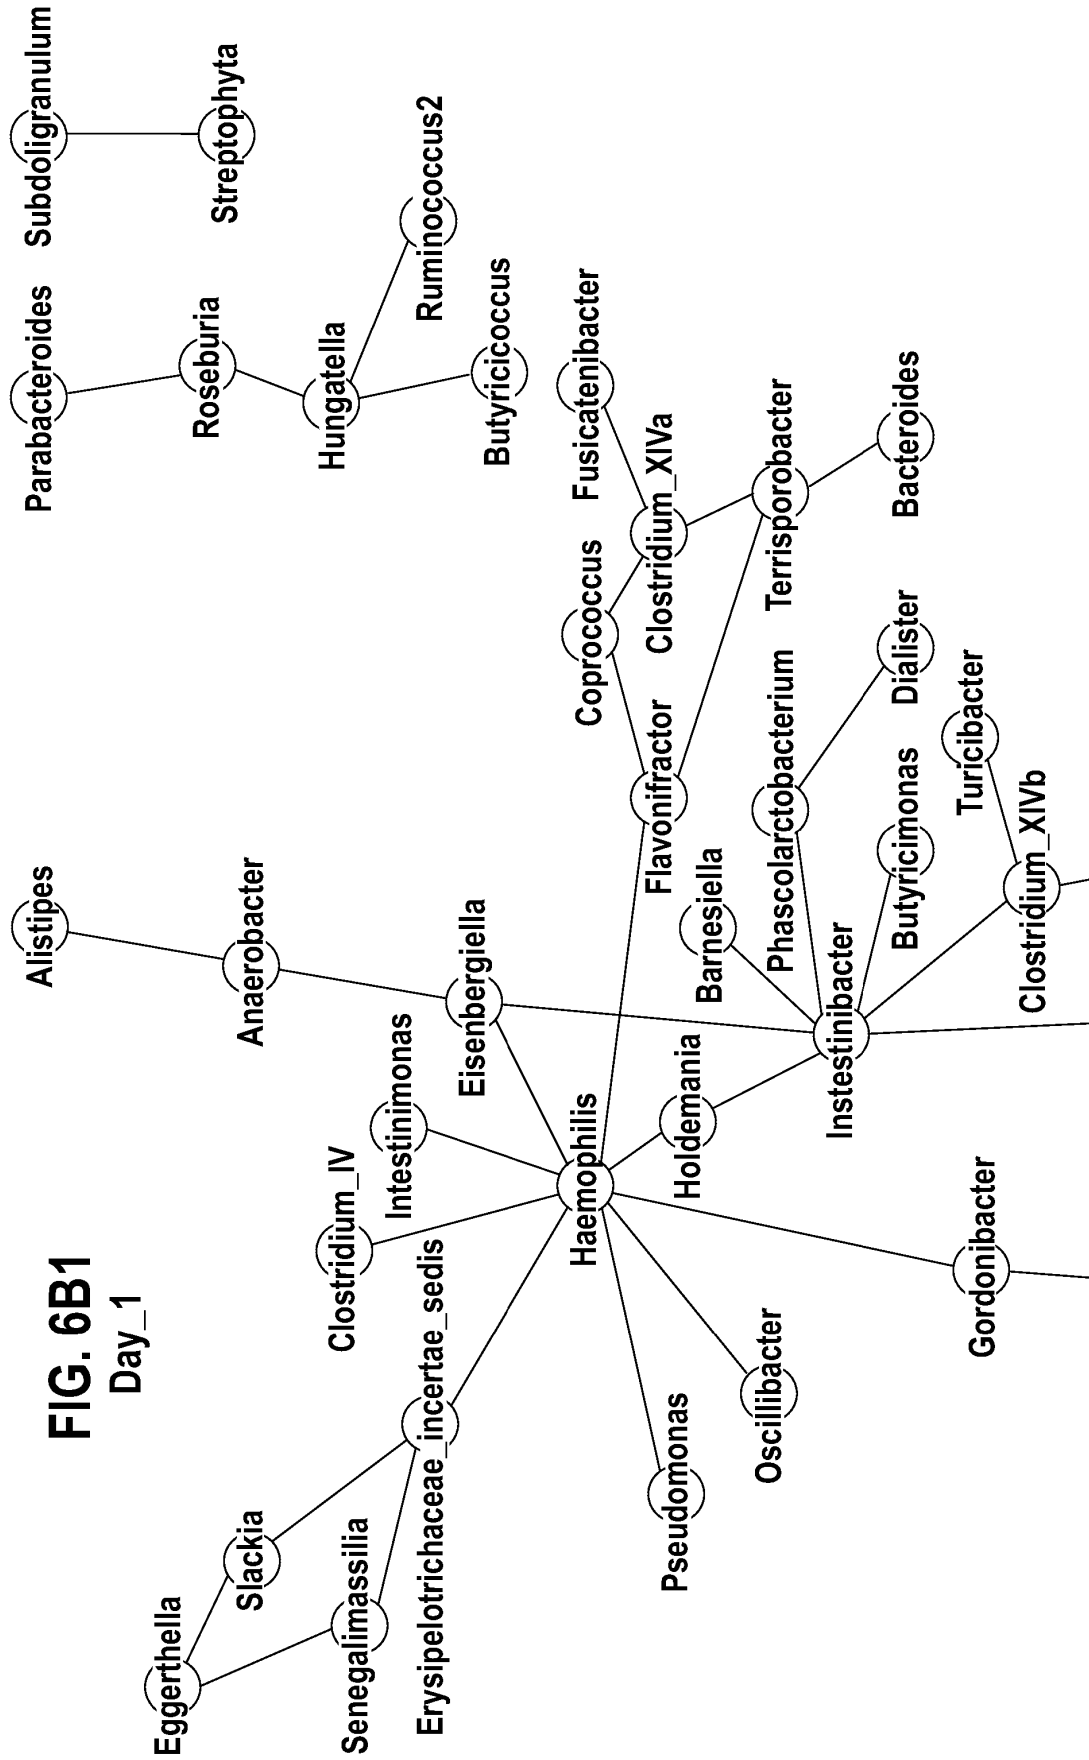 FIG. 6B1
Day_1
Eggerthella
Slackia
Senegalimassilia
Erysipelotrichaceae_incertae_sedis
Clostridium_IV
Intestinimonas
Eisenbergiella
Anaerobacter
Alistipes
Haemophilis
Pseudomonas
Oscillibacter
Gordonibacter
Holdemania
Instestinibacter
Barnesiella
Phascolarctobacterium
Butyricimonas
Dialister
Turicibacter
Clostridium_XIVb
Flavonifractor
Coprococcus
Clostridium_XIVa
Fusicatenibacter
Terrisporobacter
Bacteroides
Parabacteroides
Roseburia
Hungatella
Butyricicoccus
Ruminococcus2
Subdoligranulum
Streptophyta